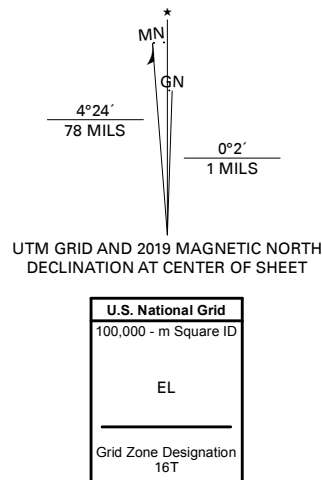 ★
MN
GN
4°24´
78 MILS
0°2´
1 MILS
UTM GRID AND 2019 MAGNETIC NORTH
DECLINATION AT CENTER OF SHEET
U.S. National Grid
100,000 - m Square ID
EL
Grid Zone Designation
16T